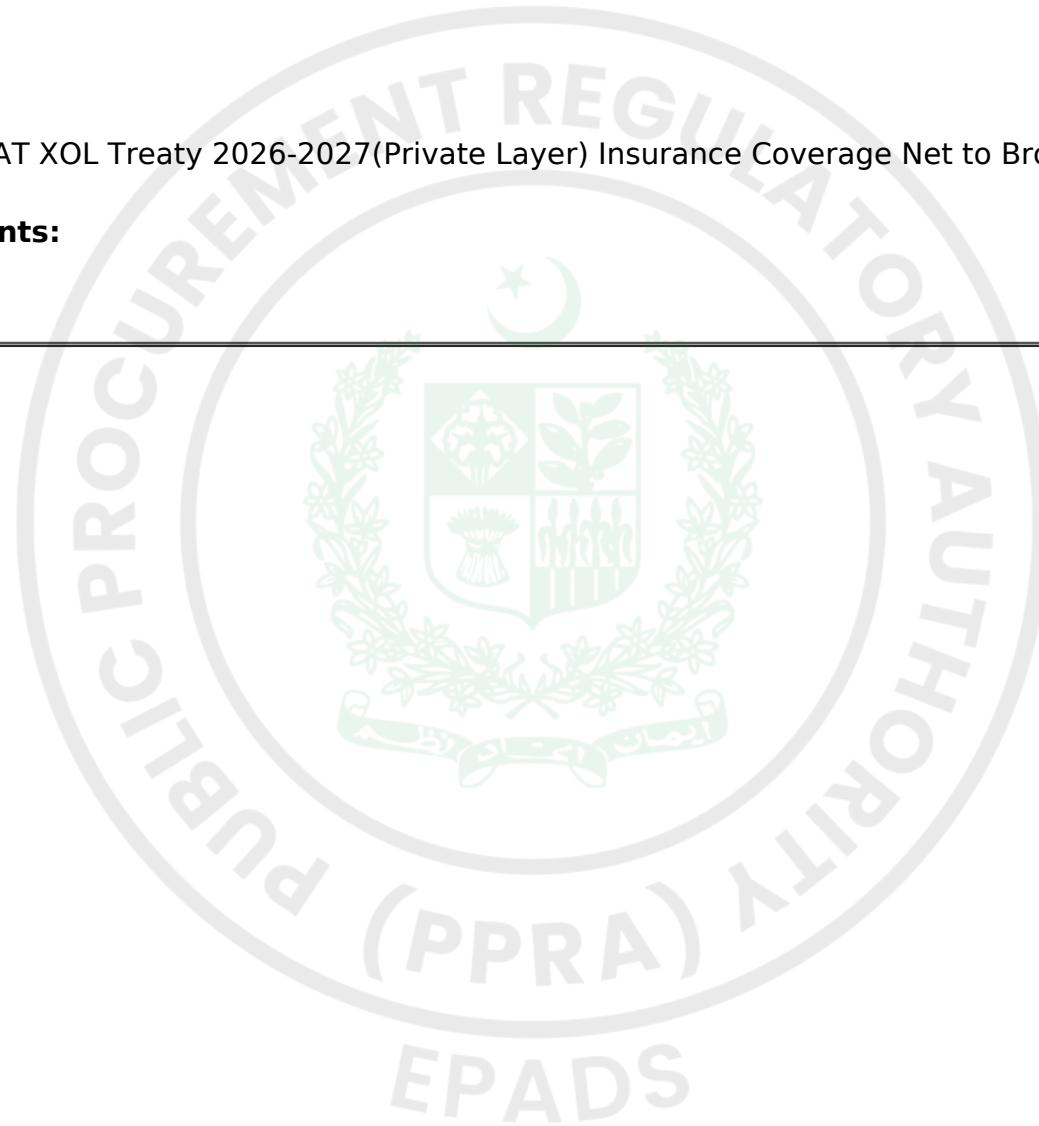 AT XOL Treaty 2026-2027(Private Layer) Insurance Coverage Net to Bro
nts:
PUBLIC PROCUREMENT REGULATORY AUTHORITY
(PPRA)
EPADS